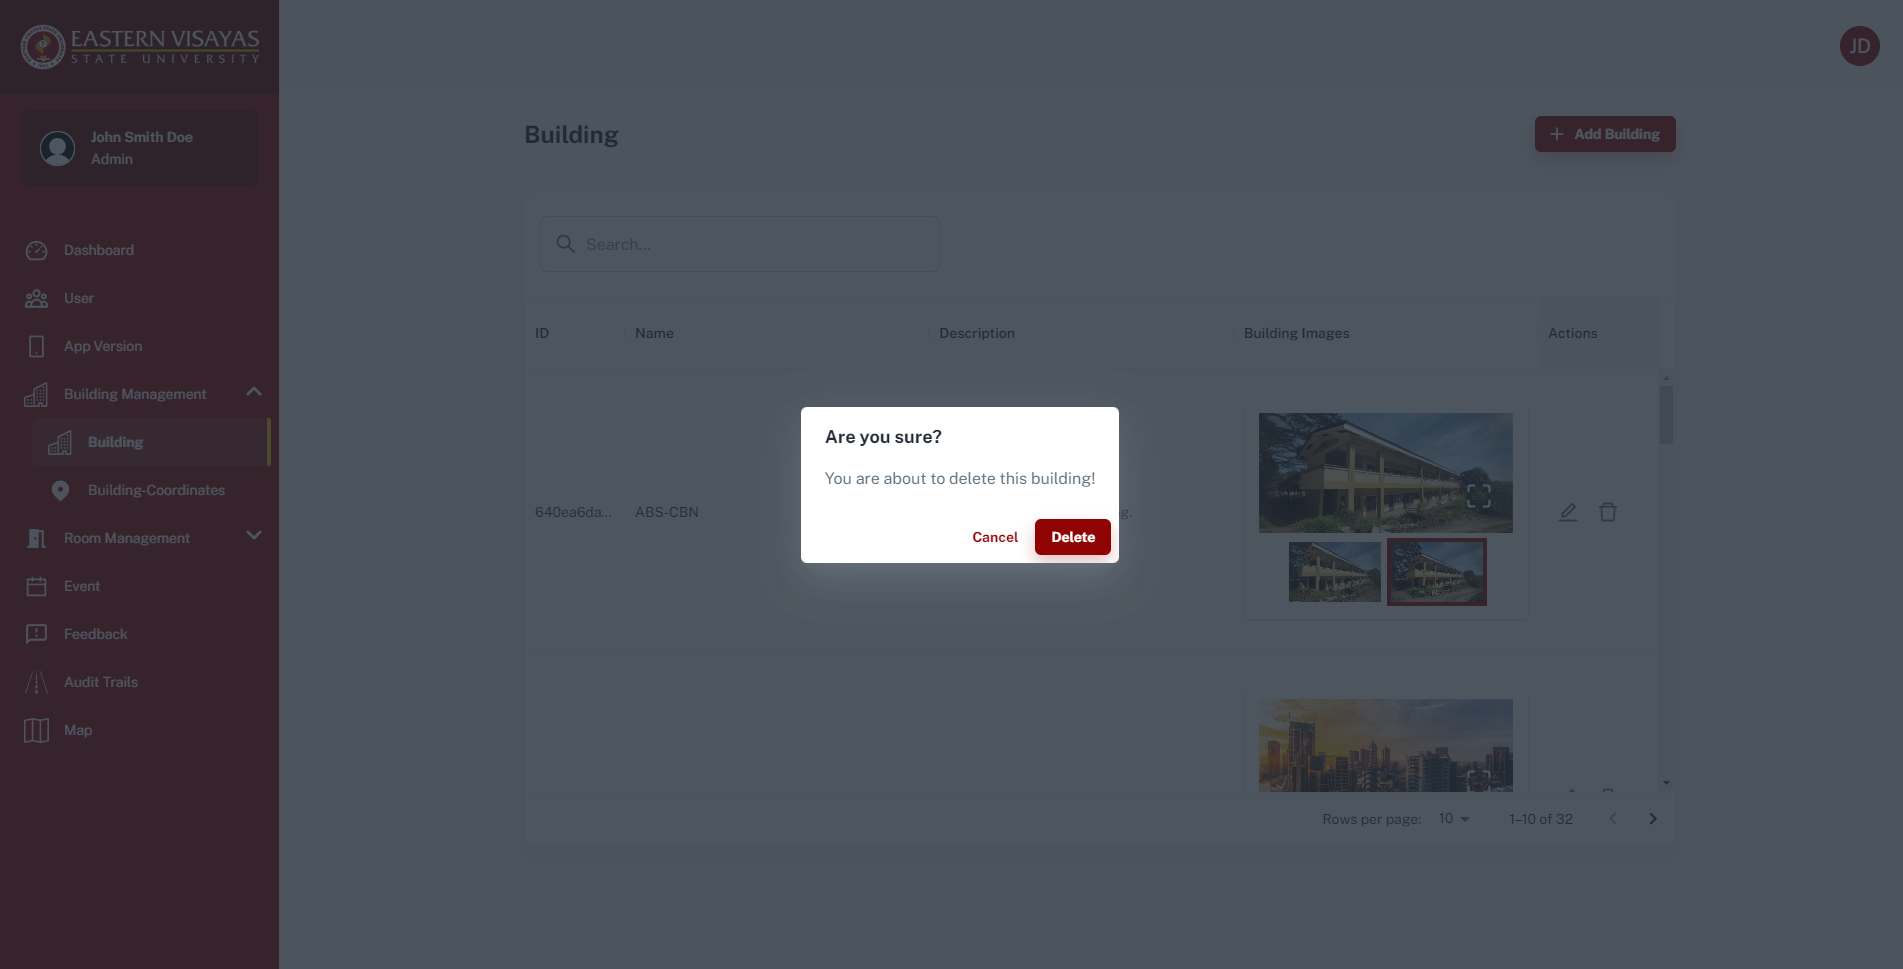 EASTERN VISAYAS
STATE UNIVERSITY
JD
John Smith Doe
Admin
Dashboard
User
App Version
Building Management
Building
Building-Coordinates
Room Management
Event
Feedback
Audit Trails
Map
Building
Add Building
Search...
ID
Name
Description
Building Images
Actions
640ea6da...
ABS-CBN
g.
Are you sure?
You are about to delete this building!
Cancel
Delete
Rows per page:
10
1–10 of 32